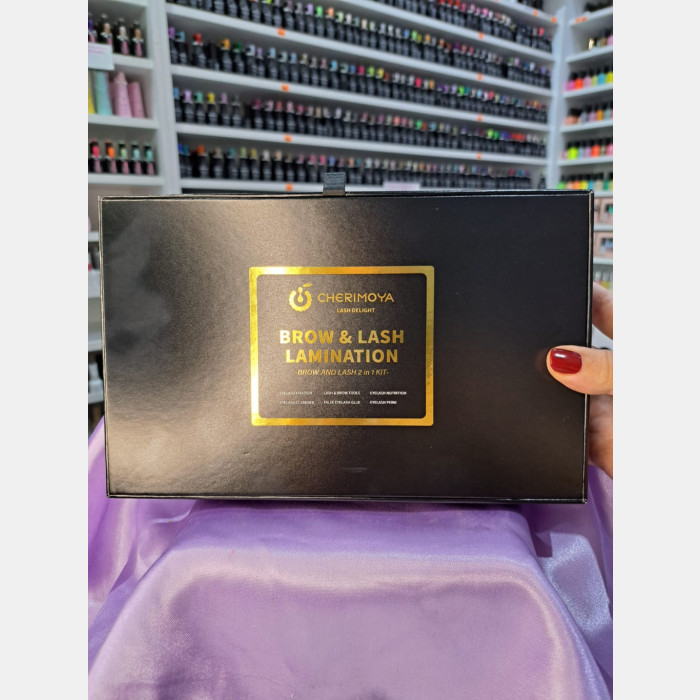 CHERIMOYA
LASH DELIGHT
BROW & LASH
LAMINATION
-BROW AND LASH 2 in 1 KIT-
LASH & BROW TOOLS · EYELASH NUTRITION
FALSE EYELASH GLUE · EYELASH PERM